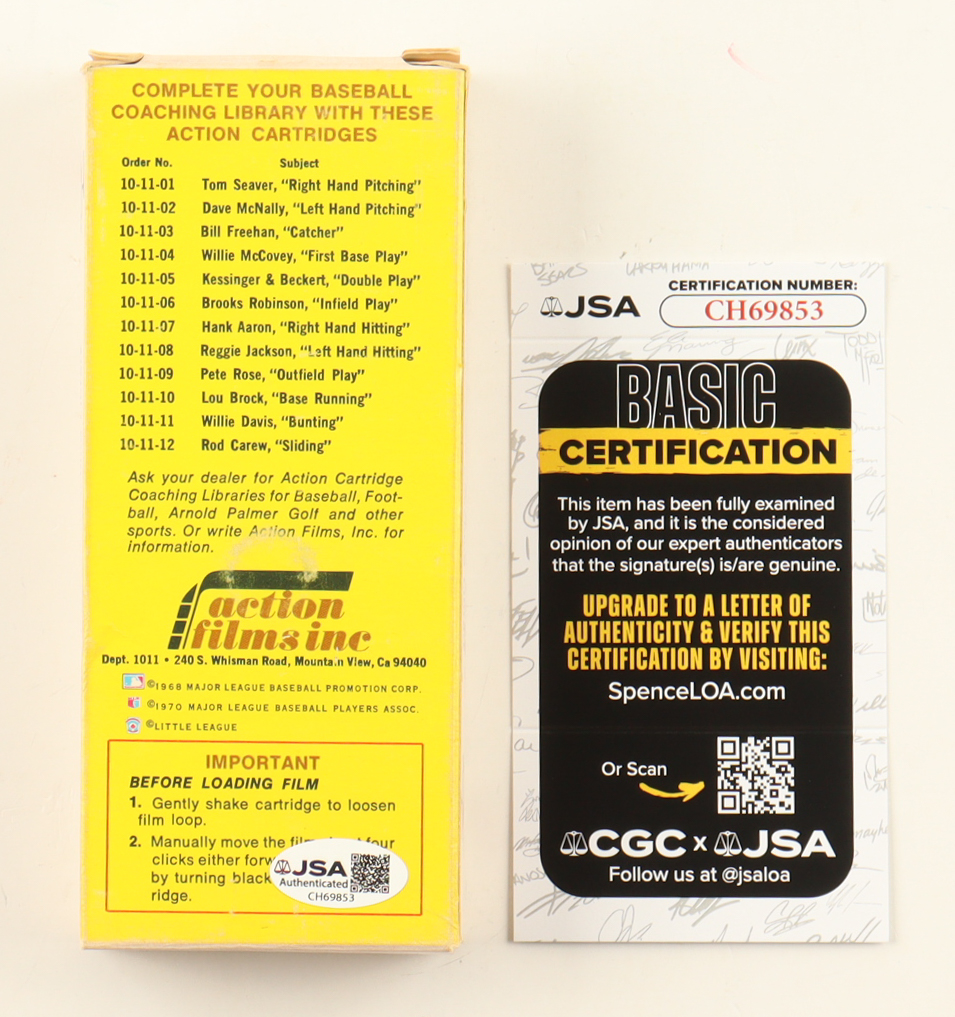 COMPLETE YOUR BASEBALL
COACHING LIBRARY WITH THESE
ACTION CARTRIDGES
Order No. Subject
10-11-01 Tom Seaver, "Right Hand Pitching"
10-11-02 Dave McNally, "Left Hand Pitching"
10-11-03 Bill Freehan, "Catcher"
10-11-04 Willie McCovey, "First Base Play"
10-11-05 Kessinger & Beckert, "Double Play"
10-11-06 Brooks Robinson, "Infield Play"
10-11-07 Hank Aaron, "Right Hand Hitting"
10-11-08 Reggie Jackson, "Left Hand Hitting"
10-11-09 Pete Rose, "Outfield Play"
10-11-10 Lou Brock, "Base Running"
10-11-11 Willie Davis, "Bunting"
10-11-12 Rod Carew, "Sliding"
Ask your dealer for Action Cartridge
Coaching Libraries for Baseball, Foot-
ball, Arnold Palmer Golf and other
sports. Or write Action Films, Inc. for
information.
action
films inc
Dept. 1011 • 240 S. Whisman Road, Mountain View, Ca 94040
©1968 MAJOR LEAGUE BASEBALL PROMOTION CORP.
©1970 MAJOR LEAGUE BASEBALL PLAYERS ASSOC.
©LITTLE LEAGUE
IMPORTANT
BEFORE LOADING FILM
1. Gently shake cartridge to loosen
film loop.
2. Manually move the four
clicks either
by turning black
ridge.
JSA
Authenticated
CH69853
JSA
CERTIFICATION NUMBER:
CH69853
BASIC
CERTIFICATION
This item has been fully examined
by JSA, and it is the considered
opinion of our expert authenticators
that the signature(s) is/are genuine.
UPGRADE TO A LETTER OF
AUTHENTICITY & VERIFY THIS
CERTIFICATION BY VISITING:
SpenceLOA.com
Or Scan
CGC x JSA
Follow us at @jsaloa